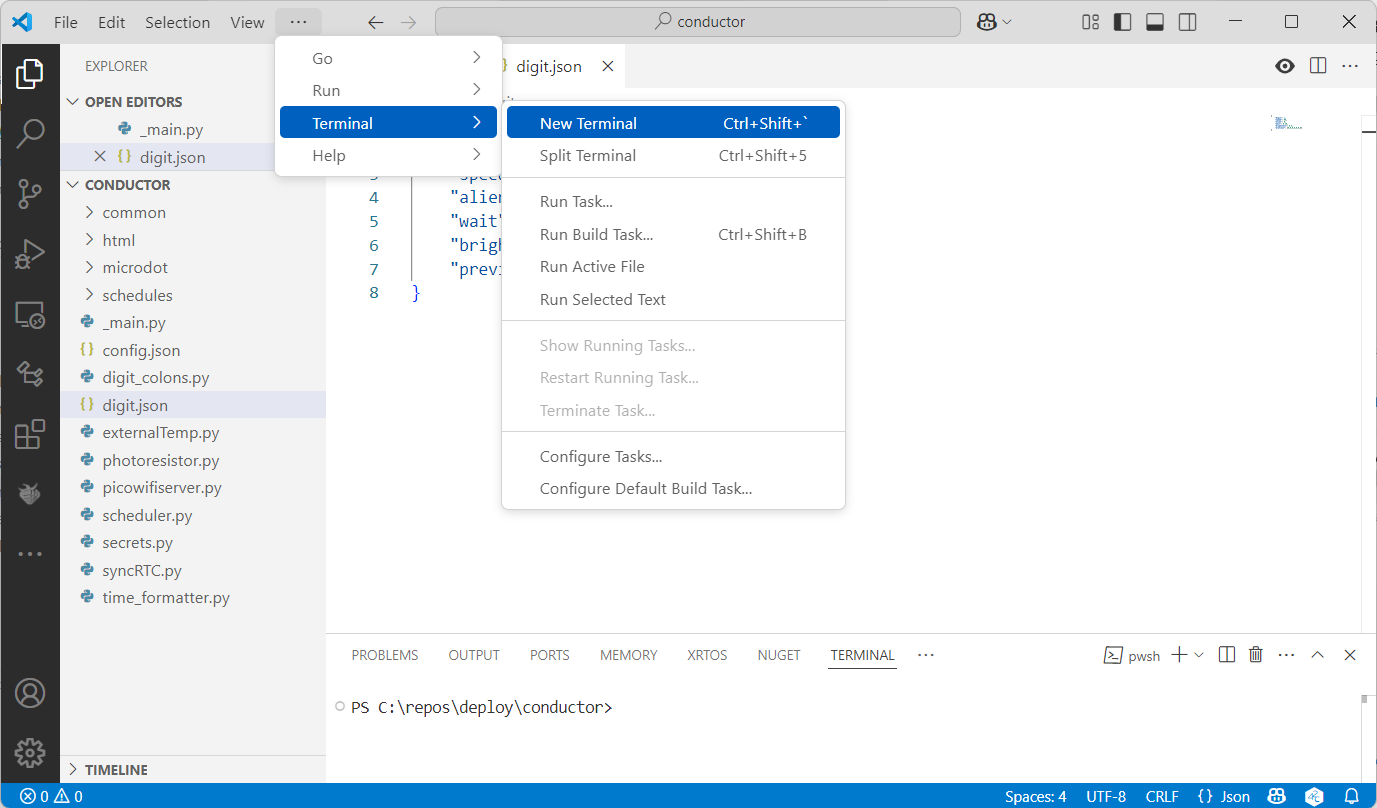 File Edit Selection View ··· conductor
EXPLORER
OPEN EDITORS
_main.py
{} digit.json
CONDUCTOR
common
html
microdot
schedules
_main.py
{} config.json
digit_colons.py
{} digit.json
externalTemp.py
photoresistor.py
picowifiserver.py
scheduler.py
secrets.py
syncRTC.py
time_formatter.py
TIMELINE
Go
Run
Terminal
Help
New Terminal Ctrl+Shift+`
Split Terminal Ctrl+Shift+5
Run Task...
Run Build Task... Ctrl+Shift+B
Run Active File
Run Selected Text
Show Running Tasks...
Restart Running Task...
Terminate Task...
Configure Tasks...
Configure Default Build Task...
digit.json
4 "alien
5 "wait"
6 "brigh
7 "previ
8 }
PROBLEMS OUTPUT PORTS MEMORY XRTOS NUGET TERMINAL ··· pwsh
PS C:\repos\deploy\conductor>
0 0 Spaces: 4 UTF-8 CRLF {} Json